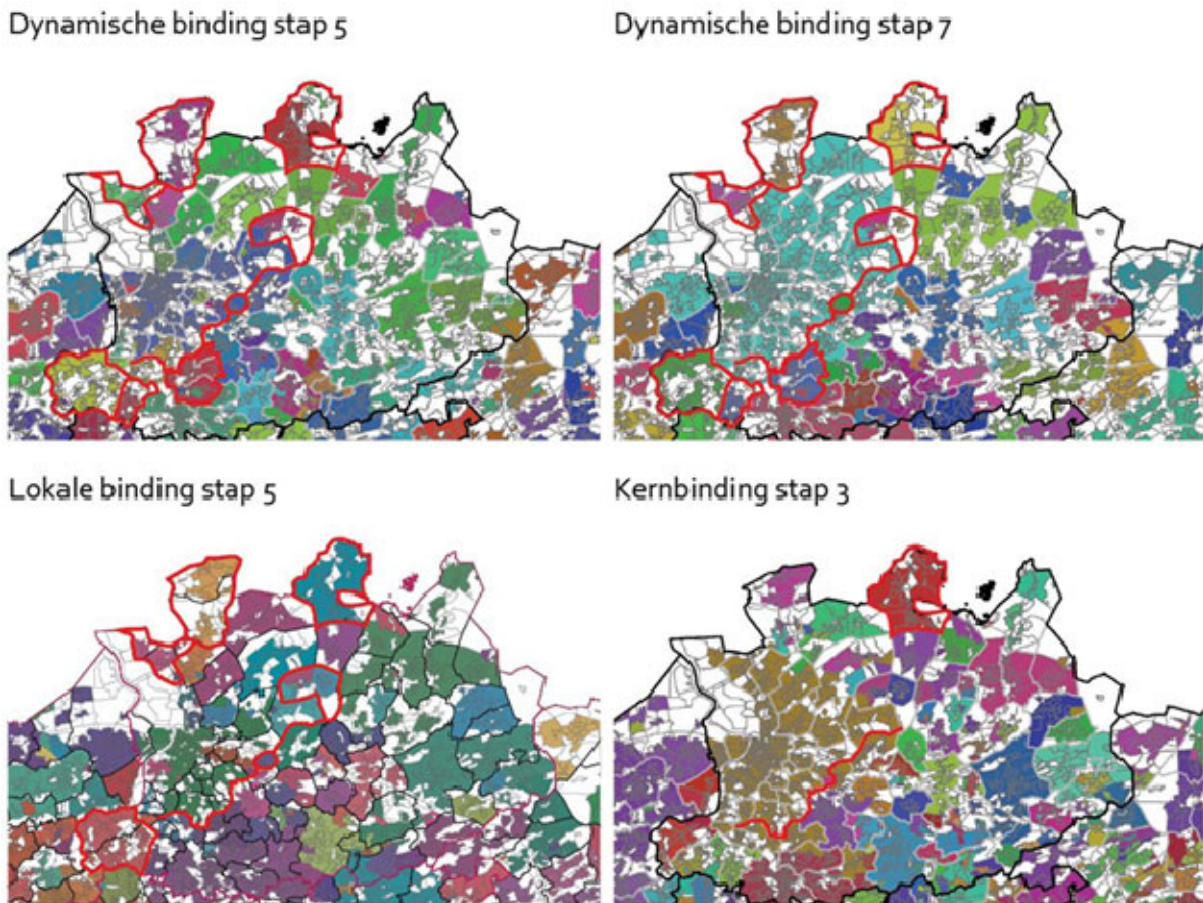 Dynamische binding stap 5
Dynamische binding stap 7
Lokale binding stap 5
Kernbinding stap 3